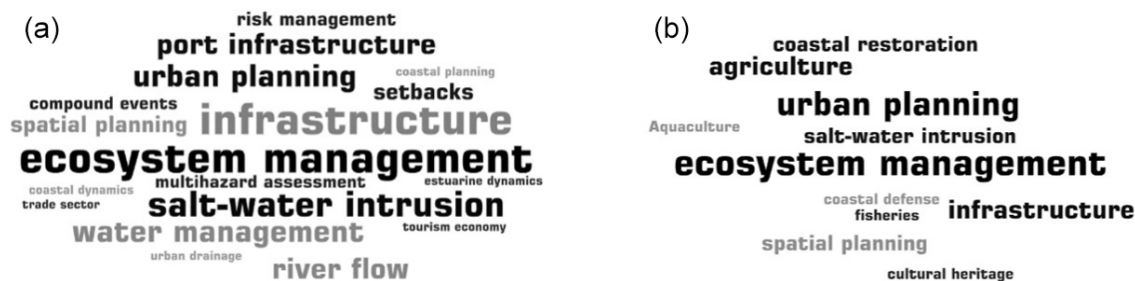 (a)
risk management
port infrastructure
urban planning
coastal planning
setbacks
compound events
spatial planning
infrastructure
ecosystem management
coastal dynamics
multihazard assessment
estuarine dynamics
trade sector
salt-water intrusion
water management
tourism economy
urban drainage
river flow
(b)
coastal restoration
agriculture
urban planning
Aquaculture
salt-water intrusion
ecosystem management
coastal defense
fisheries
infrastructure
spatial planning
cultural heritage